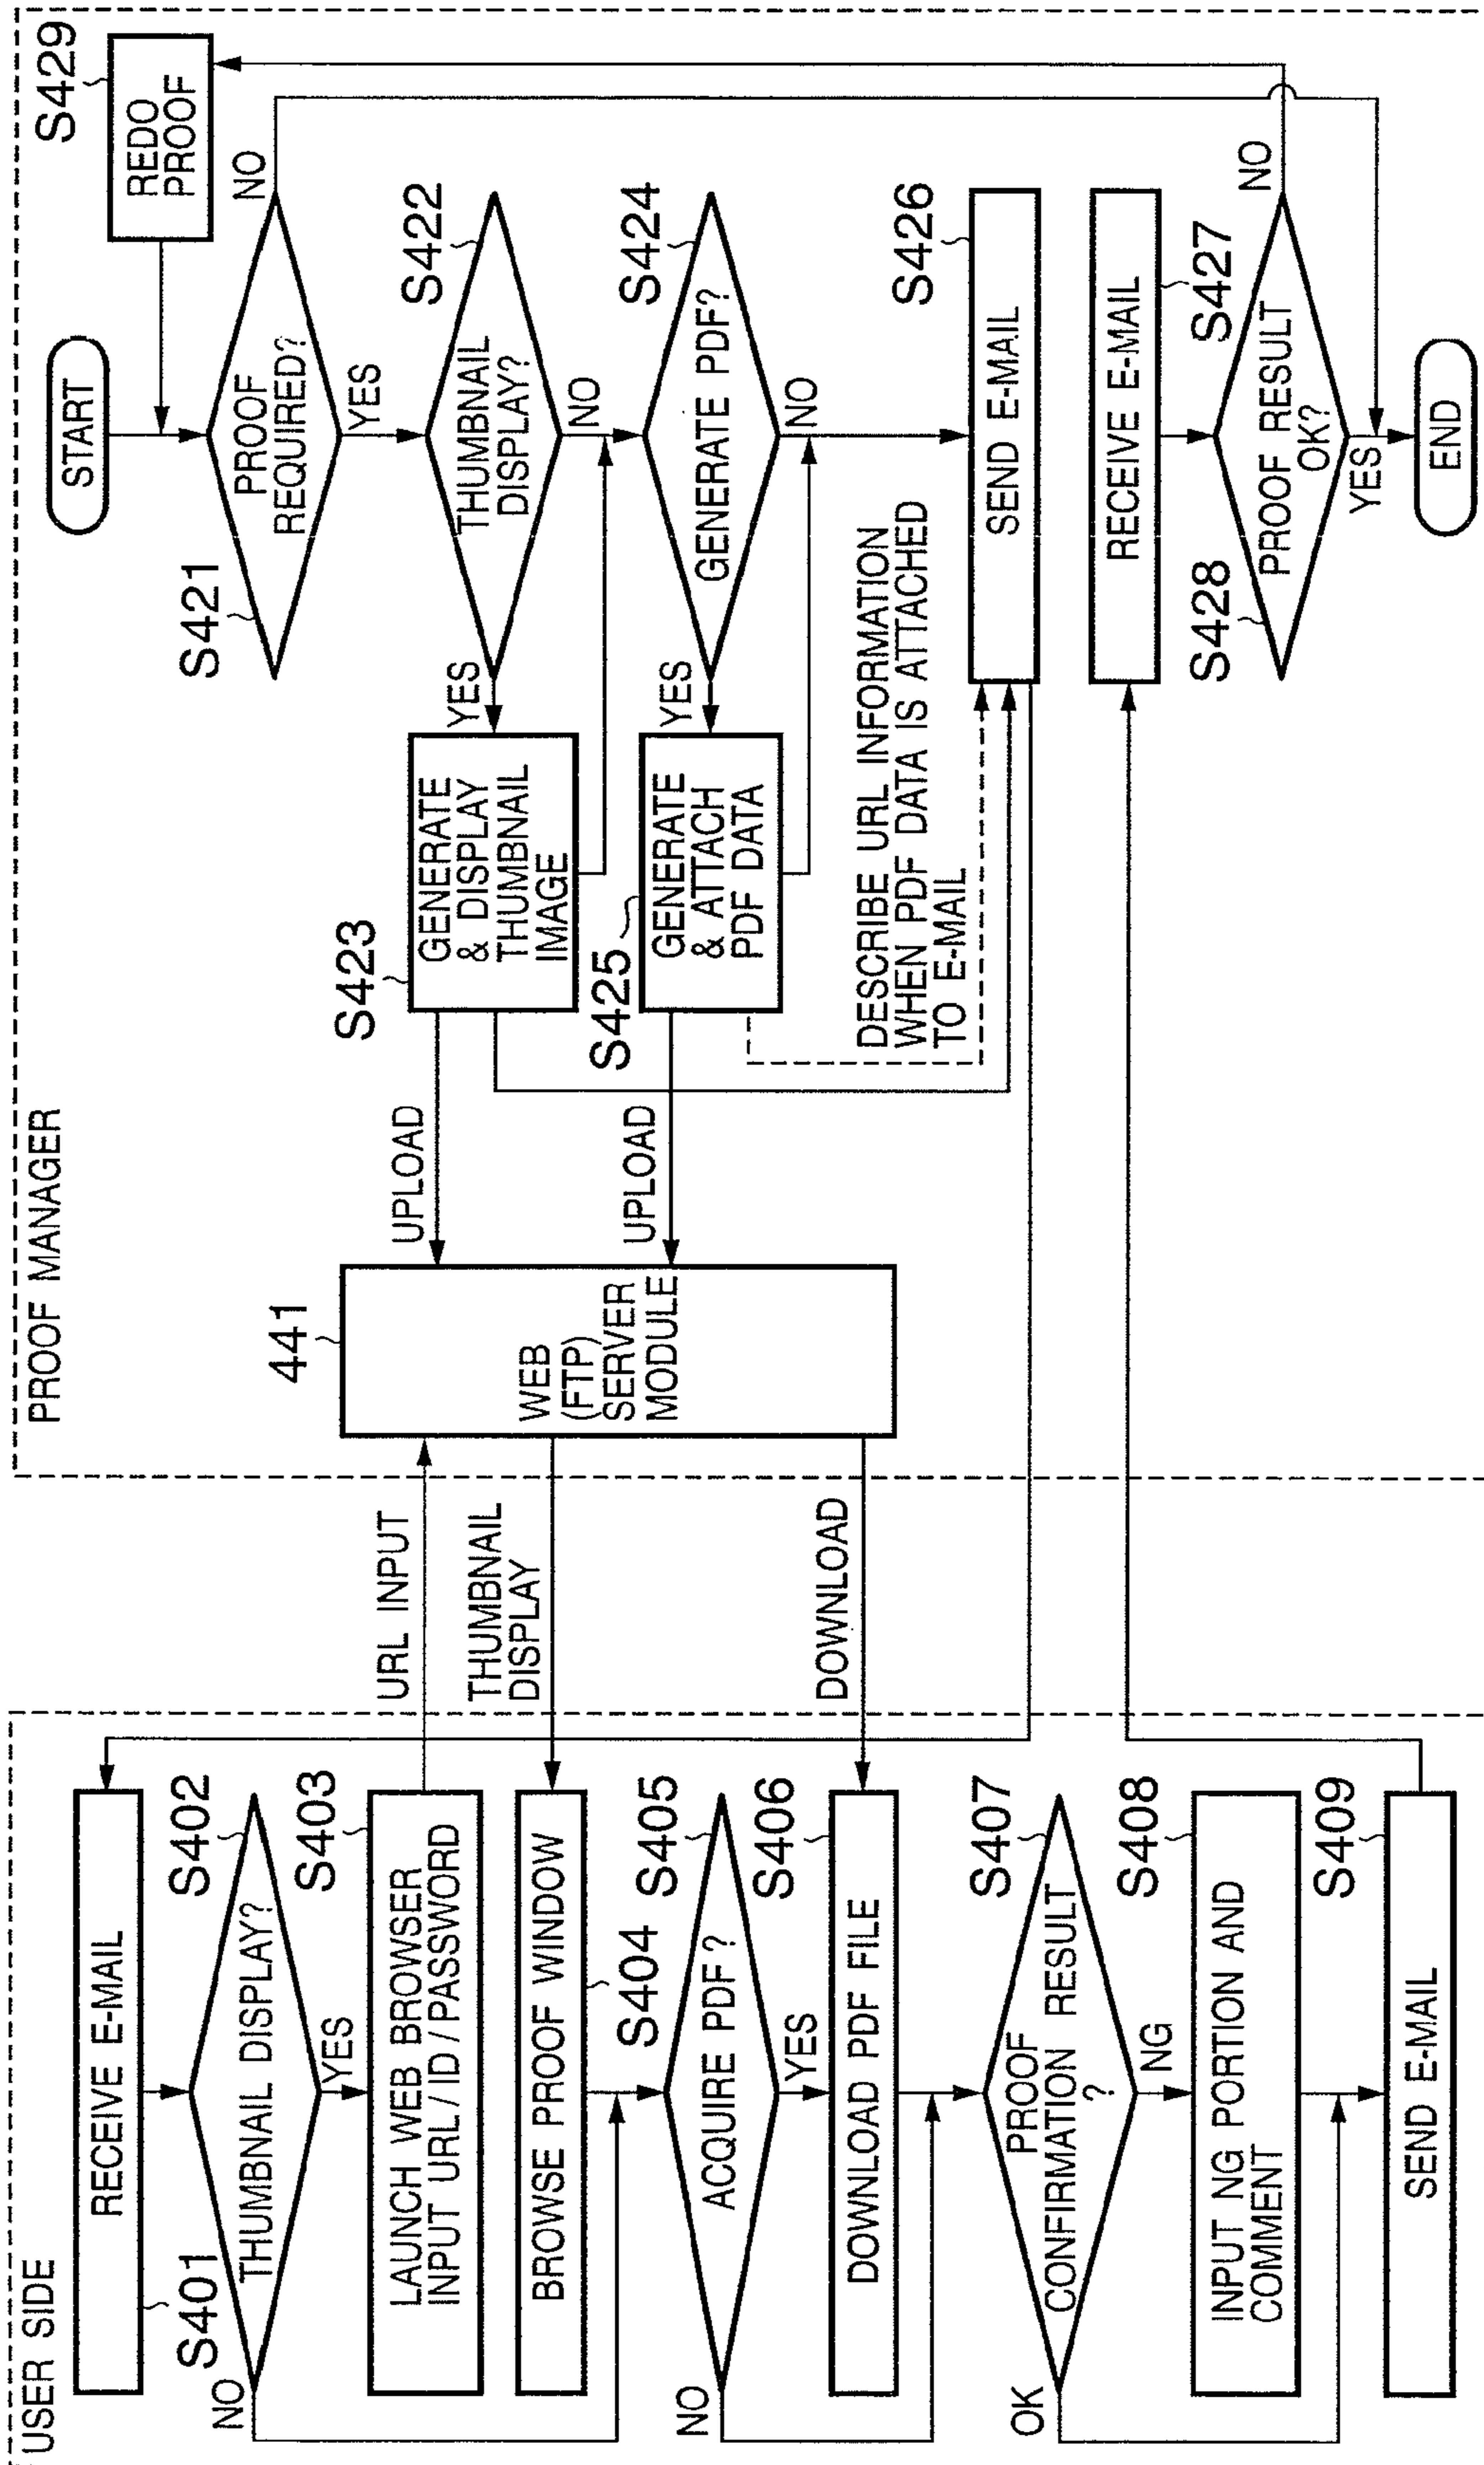 USER SIDE
RECEIVE E-MAIL
S401
THUMBNAIL DISPLAY?
S402
NO
YES
LAUNCH WEB BROWSER
INPUT URL / ID / PASSWORD
S403
BROWSE PROOF WINDOW
S404
ACQUIRE PDF ?
S405
NO
YES
DOWNLOAD PDF FILE
S406
PROOF
CONFIRMATION RESULT
?
S407
OK
NG
INPUT NG PORTION AND
COMMENT
S408
SEND E-MAIL
S409
URL INPUT
THUMBNAIL
DISPLAY
DOWNLOAD
PROOF MANAGER
441
WEB
(FTP)
SERVER
MODULE
UPLOAD
UPLOAD
START
REDO
PROOF
S429
PROOF
REQUIRED?
S421
NO
YES
THUMBNAIL
DISPLAY?
S422
YES
NO
GENERATE
& DISPLAY
THUMBNAIL
IMAGE
S423
GENERATE PDF?
S424
YES
NO
GENERATE
& ATTACH
PDF DATA
S425
DESCRIBE URL INFORMATION
WHEN PDF DATA IS ATTACHED
TO E-MAIL
SEND E-MAIL
S426
RECEIVE E-MAIL
S427
PROOF RESULT
OK?
S428
NO
YES
END